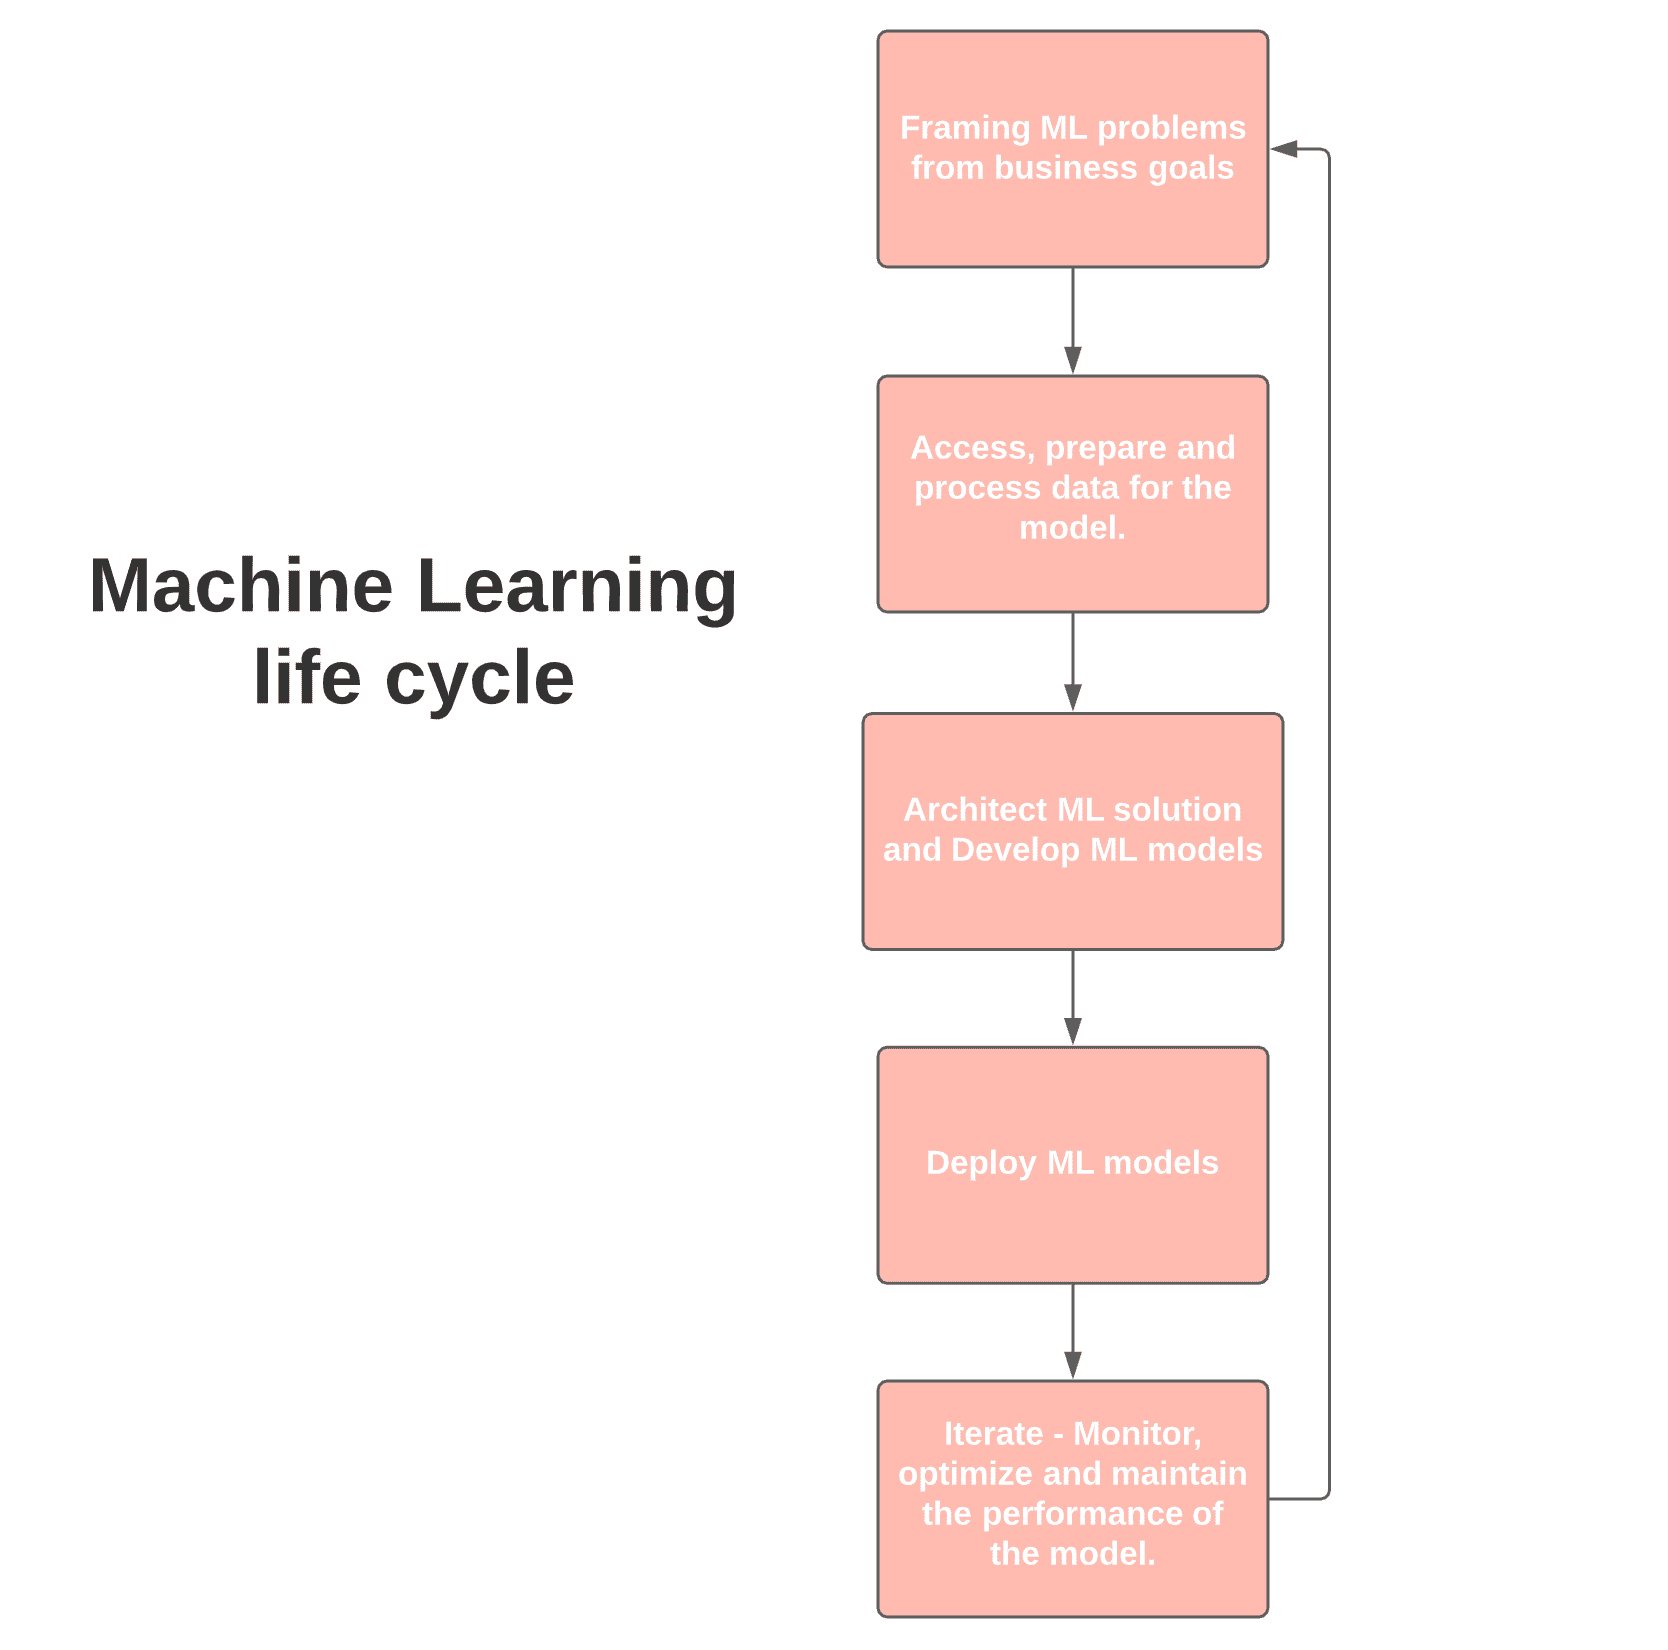 Machine Learning
life cycle
Framing ML problems
from business goals
Access, prepare and
process data for the
model.
Architect ML solution
and Develop ML models
Deploy ML models
Iterate - Monitor,
optimize and maintain
the performance of
the model.